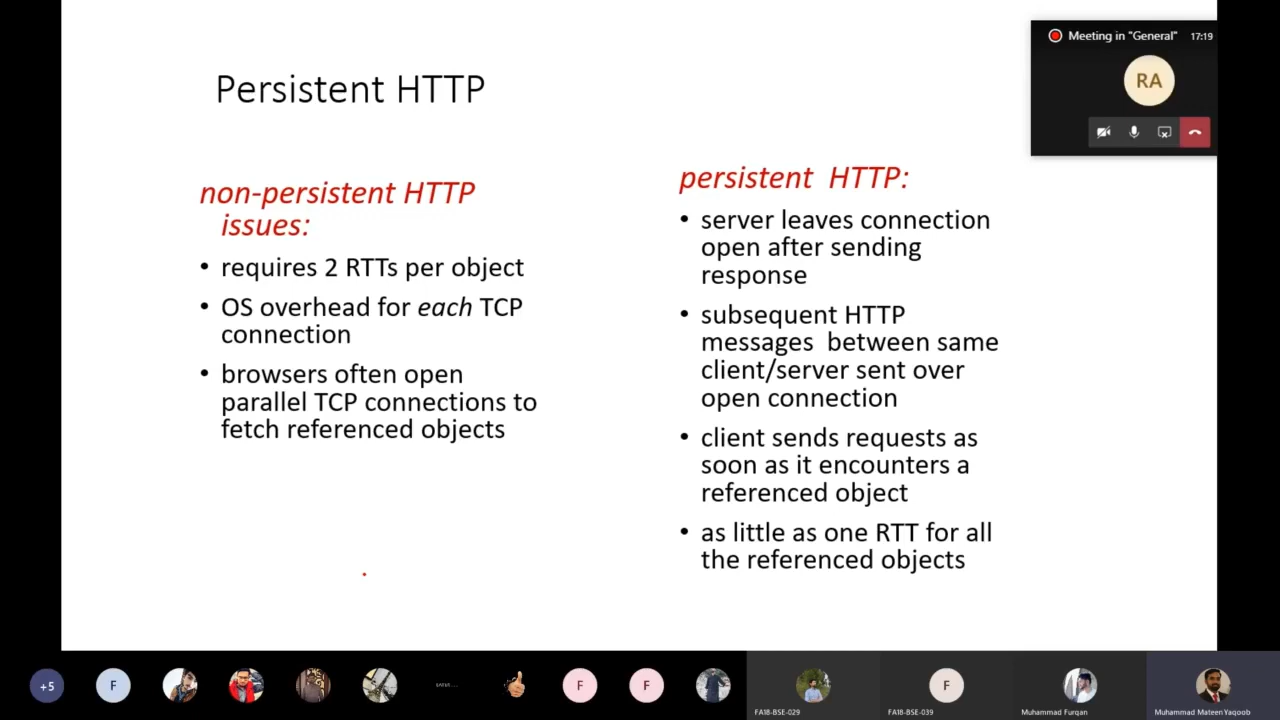 Persistent HTTP
non-persistent HTTP
issues:
• requires 2 RTTs per object
• OS overhead for each TCP
connection
• browsers often open
parallel TCP connections to
fetch referenced objects
persistent HTTP:
• server leaves connection
open after sending
response
• subsequent HTTP
messages between same
client/server sent over
open connection
• client sends requests as
soon as it encounters a
referenced object
• as little as one RTT for all
the referenced objects
Meeting in "General" 17:19
RA
+5
F
F
F
F
FA18-BSE-029
FA18-BSE-039
Muhammad Furqan
Muhammad Mateen Yaqoob